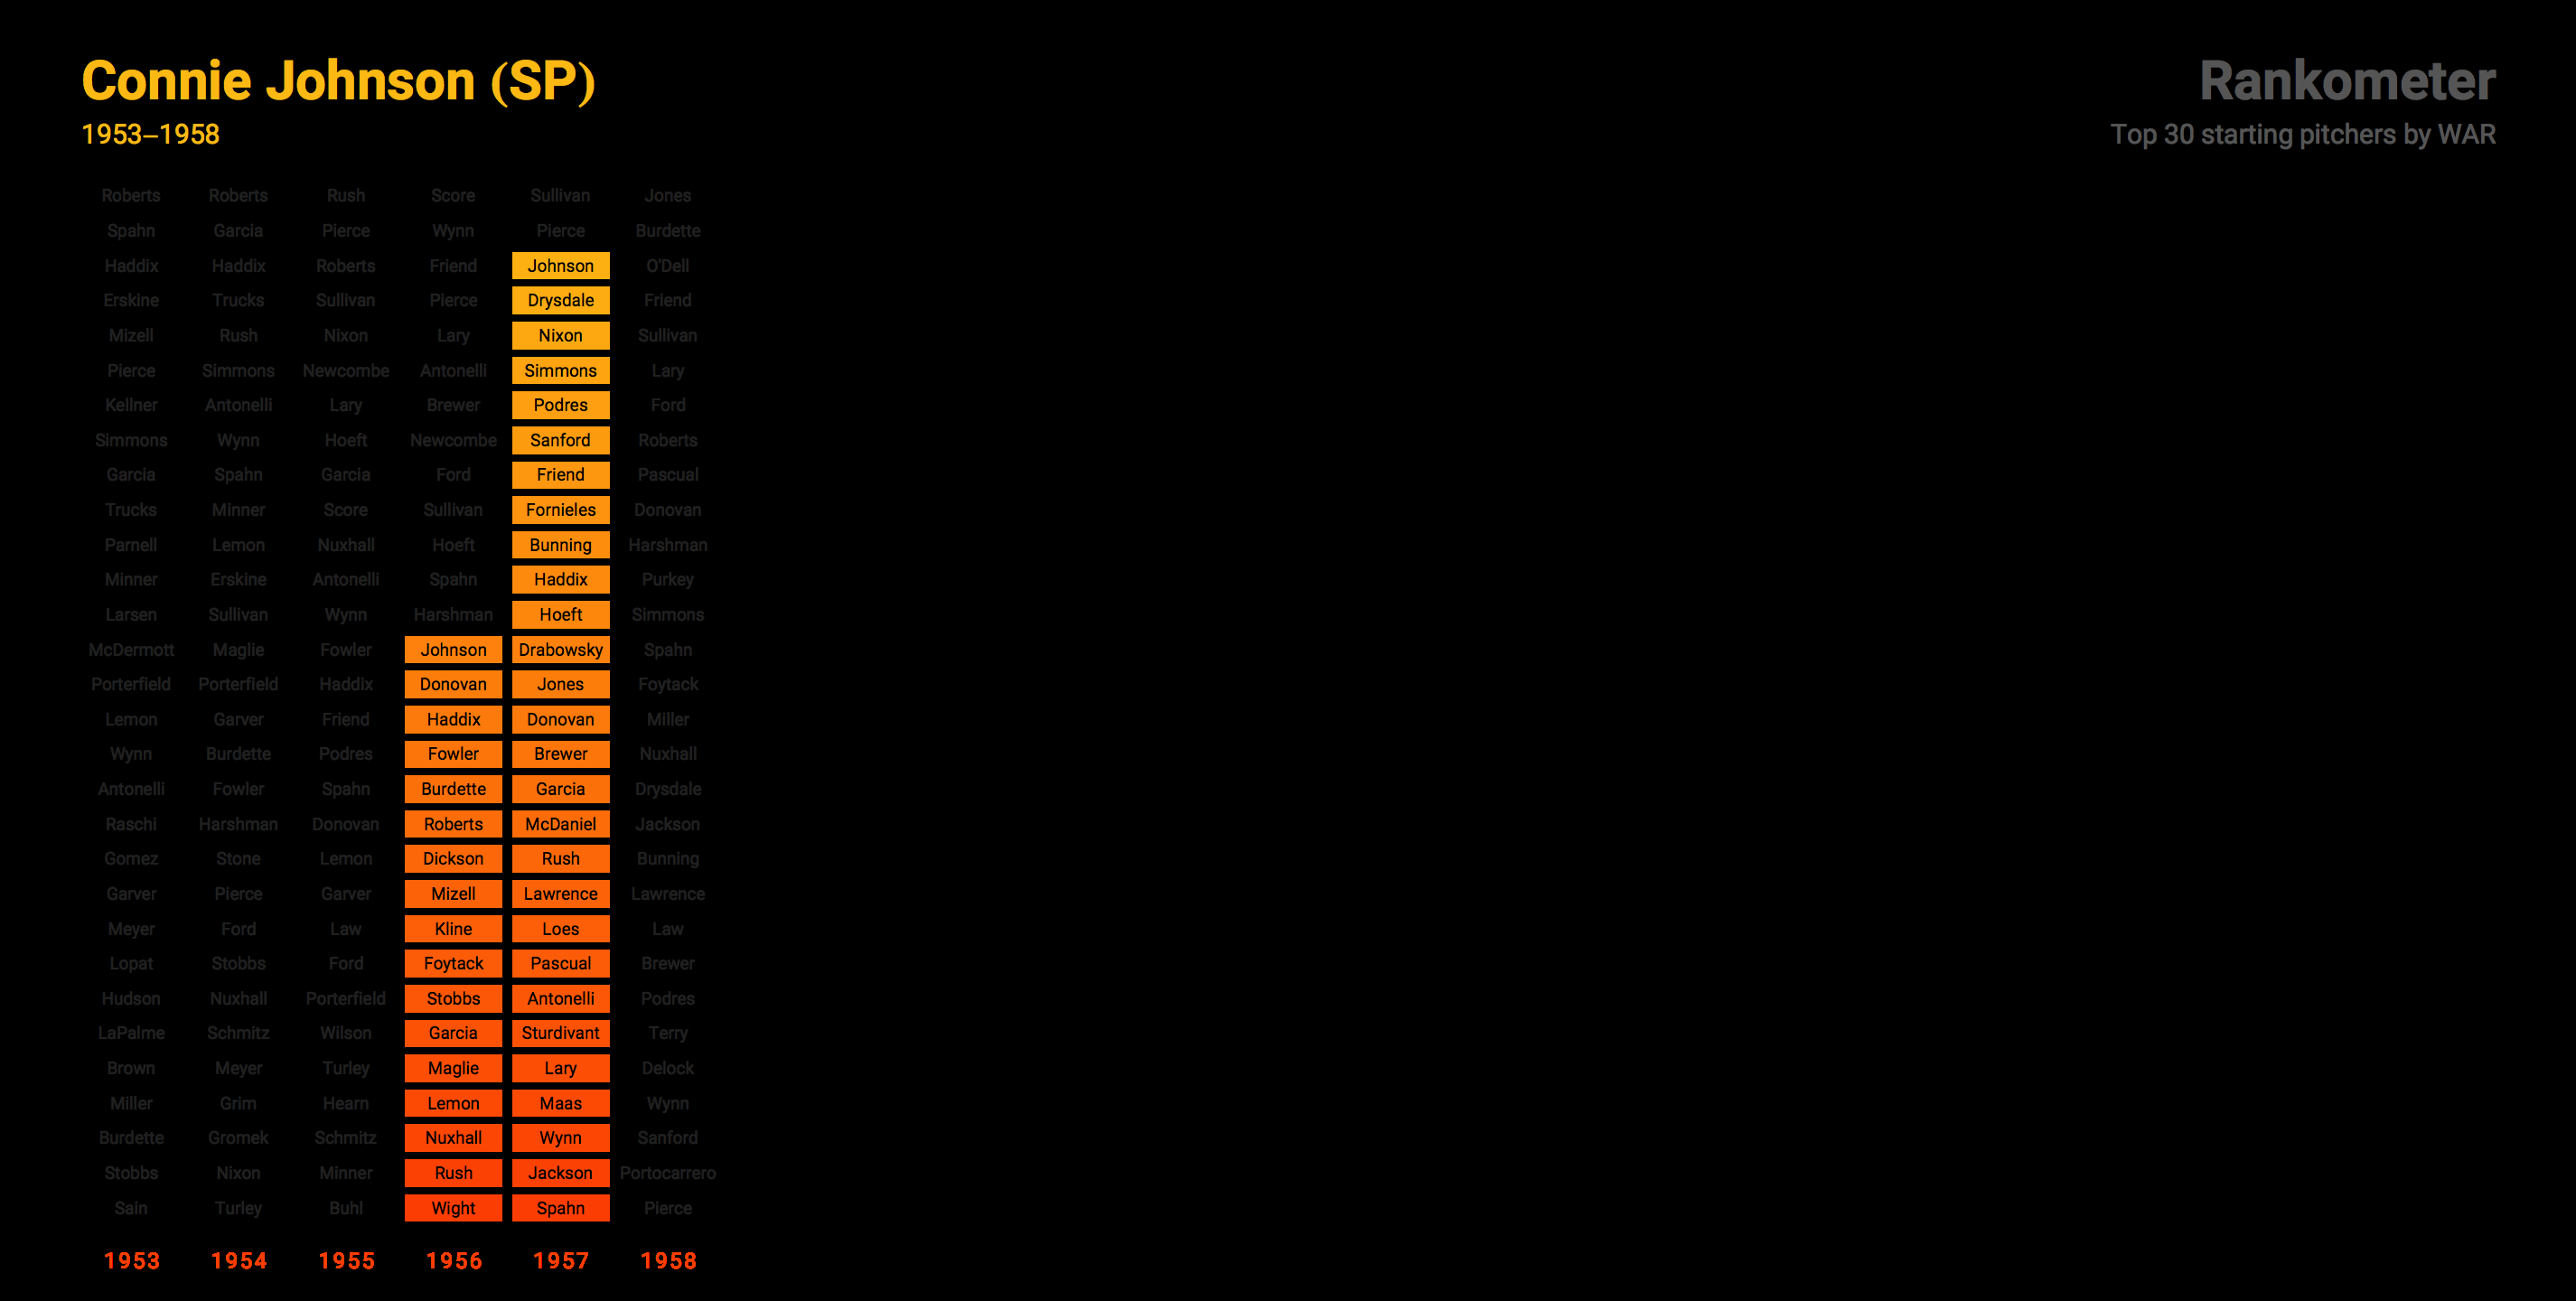 Connie Johnson (SP)
1953–1958
Rankometer
Top 30 starting pitchers by WAR
Roberts Roberts Rush Score Sullivan Jones
Spahn Garcia Pierce Wynn Pierce Burdette
Haddix Haddix Roberts Friend Johnson O'Dell
Erskine Trucks Sullivan Pierce Drysdale Friend
Mizell Rush Nixon Lary Nixon Sullivan
Pierce Simmons Newcombe Antonelli Simmons Lary
Kellner Antonelli Lary Brewer Podres Ford
Simmons Wynn Hoeft Newcombe Sanford Roberts
Garcia Spahn Garcia Ford Friend Pascual
Trucks Minner Score Sullivan Fornieles Donovan
Parnell Lemon Nuxhall Hoeft Bunning Harshman
Minner Erskine Antonelli Spahn Haddix Purkey
Larsen Sullivan Wynn Harshman Hoeft Simmons
McDermott Maglie Fowler Johnson Drabowsky Spahn
Porterfield Porterfield Haddix Donovan Jones Foytack
Lemon Garver Friend Haddix Donovan Miller
Wynn Burdette Podres Fowler Brewer Nuxhall
Antonelli Fowler Spahn Burdette Garcia Drysdale
Raschi Harshman Donovan Roberts McDaniel Jackson
Gomez Stone Lemon Dickson Rush Bunning
Garver Pierce Garver Mizell Lawrence Lawrence
Meyer Ford Law Kline Loes Law
Lopat Stobbs Ford Foytack Pascual Brewer
Hudson Nuxhall Porterfield Stobbs Antonelli Podres
LaPalme Schmitz Wilson Garcia Sturdivant Terry
Brown Meyer Turley Maglie Lary Delock
Miller Grim Hearn Lemon Maas Wynn
Burdette Gromek Schmitz Nuxhall Wynn Sanford
Stobbs Nixon Minner Rush Jackson Portocarrero
Sain Turley Buhl Wight Spahn Pierce
1953 1954 1955 1956 1957 1958